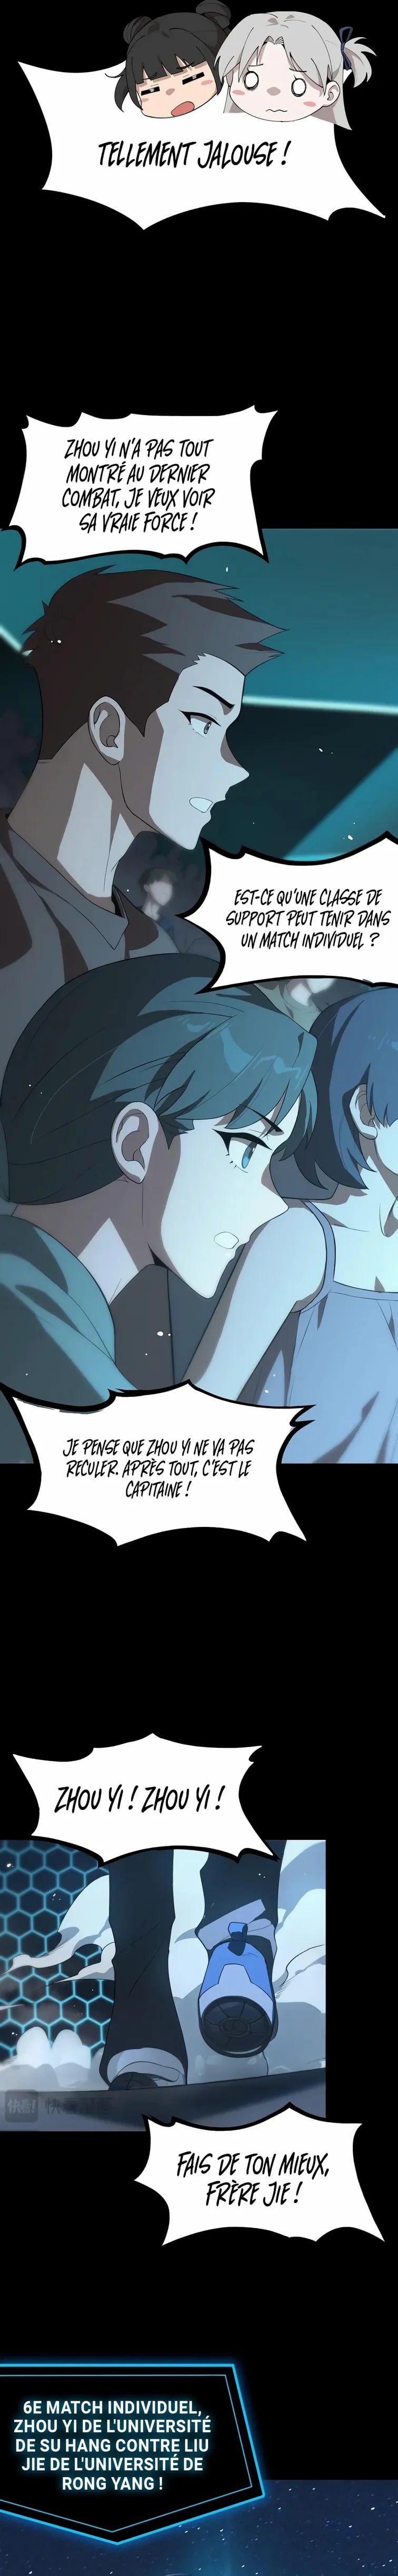 TELLEMENT JALOUSE !
ZHOU YI N'A PAS TOUT
MONTRÉ AU DERNIER
COMBAT, JE VEUX VOIR
SA VRAIE FORCE !
EST-CE QU'UNE CLASSE DE
SUPPORT PEUT TENIR DANS
UN MATCH INDIVIDUEL ?
JE PENSE QUE ZHOU YI NE VA PAS
RECULER. APRÈS TOUT, C'EST LE
CAPITAINE !
ZHOU YI ! ZHOU YI !
FAIS DE TON MIEUX,
FRÈRE JIE !
6E MATCH INDIVIDUEL,
ZHOU YI DE L'UNIVERSITÉ
DE SU HANG CONTRE LIU
JIE DE L'UNIVERSITÉ DE
RONG YANG !